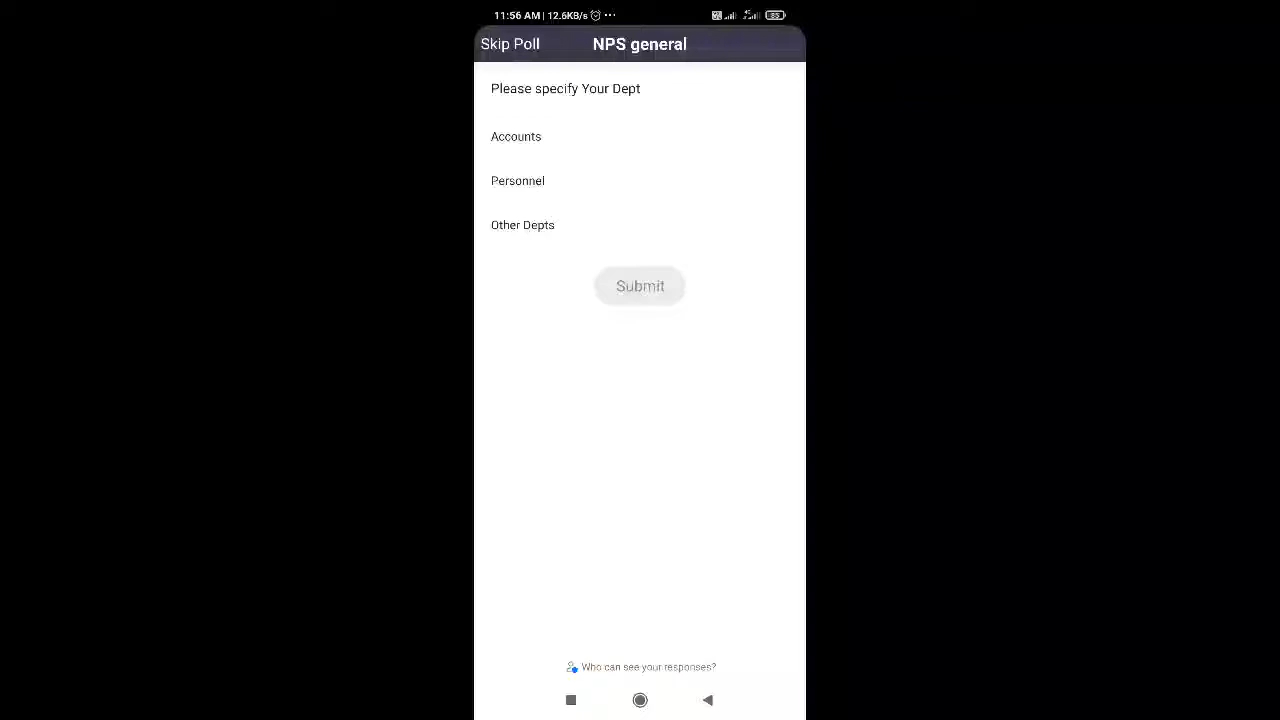 11:56 AM | 12.6KB/s ...
85
Skip Poll
NPS general
Please specify Your Dept
Accounts
Personnel
Other Depts
Submit
Who can see your responses?